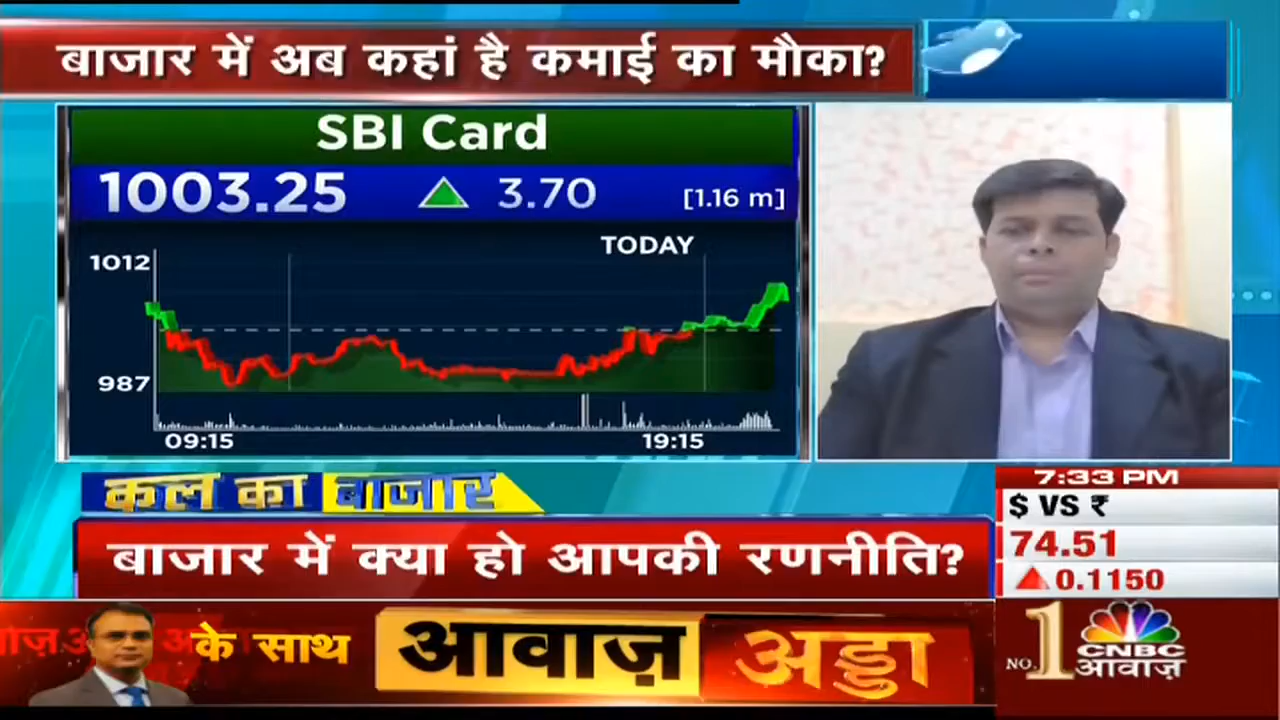 बाजार में अब कहां है कमाई का मौका?
SBI Card
1003.25 3.70 [1.16 m]
TODAY
1012
987
09:15 19:15
कल का बाजार
बाजार में क्या हो आपकी रणनीति?
7:33 PM
$ VS ₹
74.51
0.1150
के साथ
आवाज़ अड्डा
NO. 1
CNBC
आवाज़